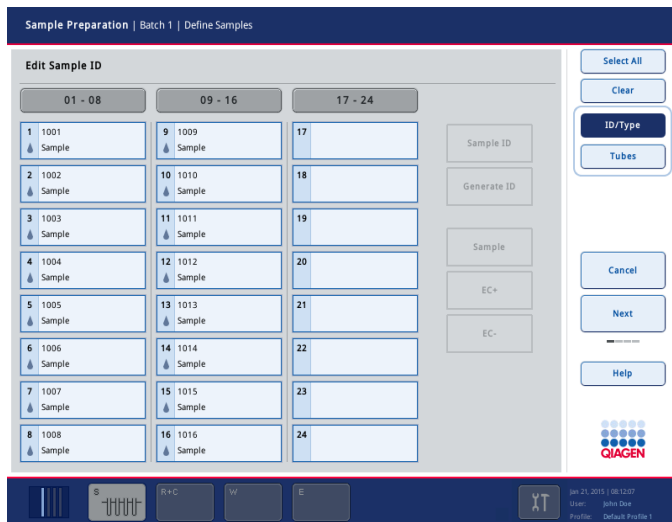 Sample Preparation | Batch 1 | Define Samples
Edit Sample ID
01 - 08
09 - 16
17 - 24
1 1001
Sample
2 1002
Sample
3 1003
Sample
4 1004
Sample
5 1005
Sample
6 1006
Sample
7 1007
Sample
8 1008
Sample
9 1009
Sample
10 1010
Sample
11 1011
Sample
12 1012
Sample
13 1013
Sample
14 1014
Sample
15 1015
Sample
16 1016
Sample
17
18
19
20
21
22
23
24
Sample ID
Generate ID
Sample
EC+
EC-
Select All
Clear
ID/Type
Tubes
Cancel
Next
Help
QIAGEN
S
R+C
W
E
Jan 21, 2015 | 08:12:07
User: John Doe
Profile: Default Profile 1